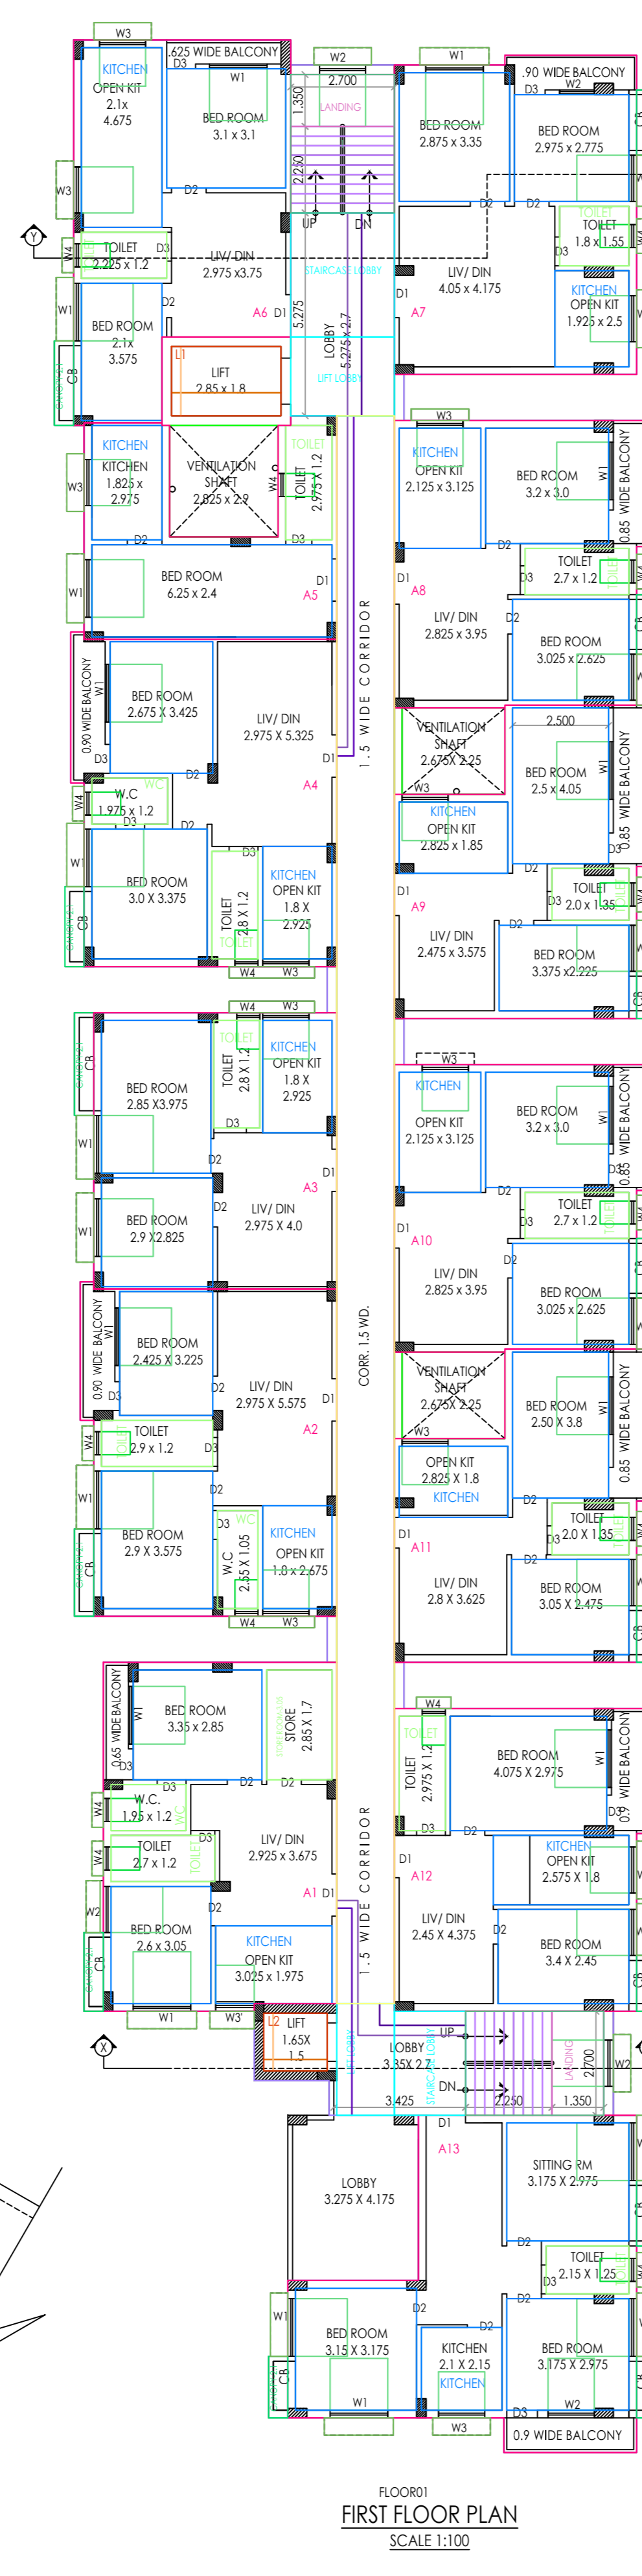 W3
.625 WIDE BALCONY
D3
W1
KITCHEN
OPEN KIT
2.1x
4.675
BED ROOM
3.1 x 3.1
W2
2.700
1.350
LANDING
2.250
UP
DN
W1
BED ROOM
2.875 x 3.35
.90 WIDE BALCONY
D3
W2
BED ROOM
2.975 x 2.775
W3
D2
D2
D2
Y
W4
TOILET
2.225 x 1.2
D3
LIV/ DIN
2.975 x3.75
STAIRCASE LOBBY
LIV/ DIN
4.05 x 4.175
TOILET
1.8 x 1.55
D3
KITCHEN
OPEN KIT
1.925 x 2.5
W1
D2
BED ROOM
2.1x
3.575
A6
D1
5.275
LOBBY
5.275 x 2.7
D1
A7
L1
LIFT
2.85 x 1.8
LIFT LOBBY
CB
KITCHEN
KITCHEN
1.825 x
2.975
W3
VENTILATION
SHAFT
2.825 x 2.9
TOILET
TOILET
2.975 X 1.2
W4
D3
D2
W3
KITCHEN
OPEN KIT
2.125 x 3.125
BED ROOM
3.2 x 3.0
W1
0.85 WIDE BALCONY
D2
BED ROOM
6.25 x 2.4
W1
D1
A5
D1
A8
TOILET
2.7 x 1.2
D3
LIV/ DIN
2.825 x 3.95
D2
BED ROOM
3.025 x 2.625
1.5 WIDE CORRIDOR
0.90 WIDE BALCONY
W1
BED ROOM
2.675 X 3.425
LIV/ DIN
2.975 X 5.325
D3
D2
D1
A4
VENTILATION
SHAFT
2.675X 2.25
2.500
BED ROOM
2.5 x 4.05
W1
0.85 WIDE BALCONY
W3
KITCHEN
OPEN KIT
2.825 x 1.85
D3
W4
W.C
1.975 x 1.2
WC
D3
D2
W1
BED ROOM
3.0 X 3.375
D3
TOILET
2.8 X 1.2
TOILET
KITCHEN
OPEN KIT
1.8 X
2.925
CB
D2
D1
A9
TOILET
2.0 x 1.35
D3
LIV/ DIN
2.475 x 3.575
D2
BED ROOM
3.375 x2.225
CB
W4
W3
W4
W3
CB
BED ROOM
2.85 X3.975
TOILET
TOILET
2.8 X 1.2
KITCHEN
OPEN KIT
1.8 X
2.925
D3
W1
D2
D1
A3
W3
KITCHEN
OPEN KIT
2.125 x 3.125
BED ROOM
3.2 x 3.0
W1
0.85 WIDE BALCONY
D3
D2
W1
BED ROOM
2.9 X2.825
D2
LIV/ DIN
2.975 X 4.0
D1
A10
TOILET
2.7 x 1.2
D3
D2
LIV/ DIN
2.825 x 3.95
BED ROOM
3.025 x 2.625
0.90 WIDE BALCONY
W1
BED ROOM
2.425 X 3.225
D3
D2
LIV/ DIN
2.975 X 5.575
CORR. 1.5 WD.
D1
A2
VENTILATION
SHAFT
2.675X 2.25
BED ROOM
2.50 X 3.8
W1
0.85 WIDE BALCONY
W3
OPEN KIT
2.825 X 1.8
KITCHEN
W4
TOILET
2.9 x 1.2
D3
D2
W1
BED ROOM
2.9 X 3.575
D3
WC
W.C
2.55 X 1.05
KITCHEN
OPEN KIT
1.8 x 2.675
CB
W4
W3
D2
D1
A11
TOILET
2.0 X 1.35
D3
LIV/ DIN
2.8 X 3.625
D2
BED ROOM
3.05 X 2.475
CB
0.65 WIDE BALCONY
W1
BED ROOM
3.35 x 2.85
STORE
2.85 X 1.7
D3
D3
D2
D2
W4
TOILET
TOILET
2.975 X 1.2
BED ROOM
4.075 X 2.975
W1
0.9 WIDE BALCONY
D3
D3
D2
W4
W.C.
1.95 x 1.2
WC
D3
W4
TOILET
2.7 x 1.2
TOILET
LIV/ DIN
2.925 x 3.675
D2
A1
D1
W2
BED ROOM
2.6 x 3.05
KITCHEN
OPEN KIT
3.025 x 1.975
CB
W1
W3'
1.5 WIDE CORRIDOR
D1
A12
KITCHEN
OPEN KIT
2.575 X 1.8
LIV/ DIN
2.45 X 4.375
D2
BED ROOM
3.4 X 2.45
CB
X
L2
LIFT
1.65X
1.5
LIFT LOBBY
LOBBY
3.85X 2.7
STAIRCASE LOBBY
UP
DN
LANDING
2.700
W2
3.425
2.250
1.350
D1
A13
LOBBY
3.275 X 4.175
SITTING RM
3.175 X 2.975
D2
TOILET
2.15 X 1.25
D3
D2
W1
BED ROOM
3.15 X 3.175
D2
D2
KITCHEN
2.1 X 2.15
KITCHEN
BED ROOM
3.175 X 2.975
CB
W1
W3
D3
W2
0.9 WIDE BALCONY
FLOOR01
FIRST FLOOR PLAN
SCALE 1:100